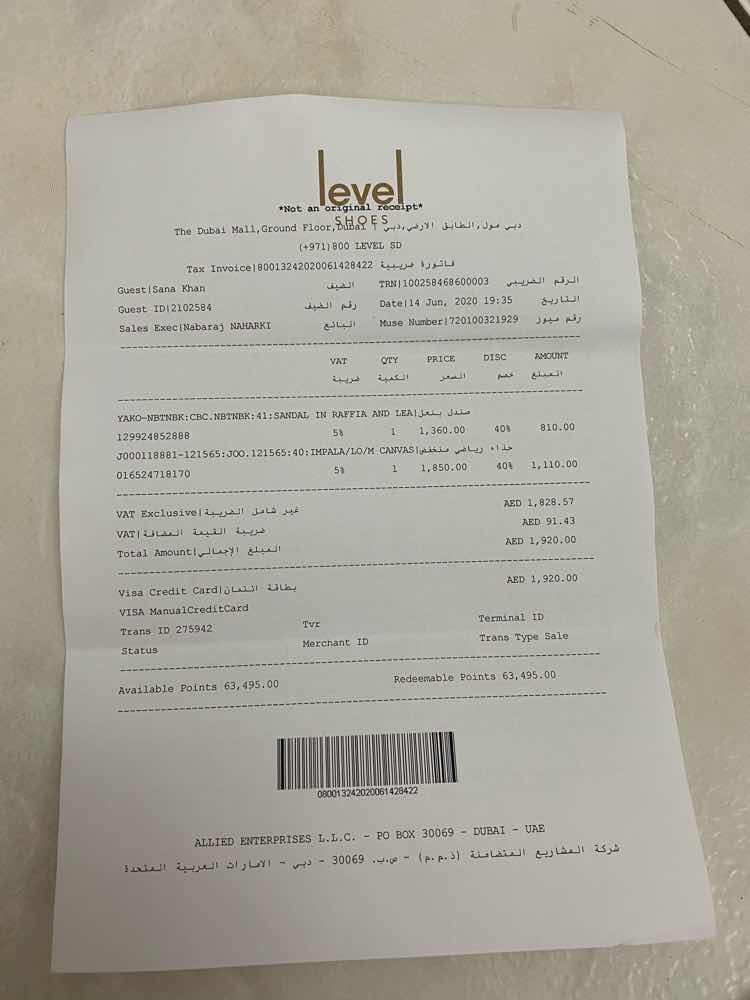 level
*Not an original receipt*
SHOES
The Dubai Mall,Ground Floor,Dubai | دبي مول,الطابق الارضي,دبي
(+971)800 LEVEL SD
Tax Invoice|80013242020061428422 فاتورة ضريبية
Guest|Sana Khan الضيف TRN|100258468600003 الرقم الضريبي
Guest ID|2102584 رقم الضيف Date|14 Jun, 2020 19:35 التاريخ
Sales Exec|Nabaraj NAHARKI البائع Muse Number|720100321929 رقم ميوز
VAT QTY PRICE DISC AMOUNT
ضريبة الكمية السعر خصم المبلغ
YAKO-NBTNBK:CBC.NBTNBK:41:SANDAL IN RAFFIA AND LEA|صندل بنعل
129924852888 5% 1 1,360.00 40% 810.00
J000118881-121565:JOO.121565:40:IMPALA/LO/M CANVAS|حذاء رياضي منخفض
016524718170 5% 1 1,850.00 40% 1,110.00
VAT Exclusive|غير شامل الضريبة AED 1,828.57
VAT|ضريبة القيمة المضافة AED 91.43
Total Amount|المبلغ الإجمالي AED 1,920.00
Visa Credit Card|بطاقة ائتمان AED 1,920.00
VISA ManualCreditCard
Trans ID 275942 Tvr Terminal ID
Status Merchant ID Trans Type Sale
Available Points 63,495.00 Redeemable Points 63,495.00
080013242020061428422
ALLIED ENTERPRISES L.L.C. - PO BOX 30069 - DUBAI - UAE
شركة المشاريع المتضامنة (ذ.م.م) - ص.ب. 30069 - دبي - الامارات العربية المتحدة